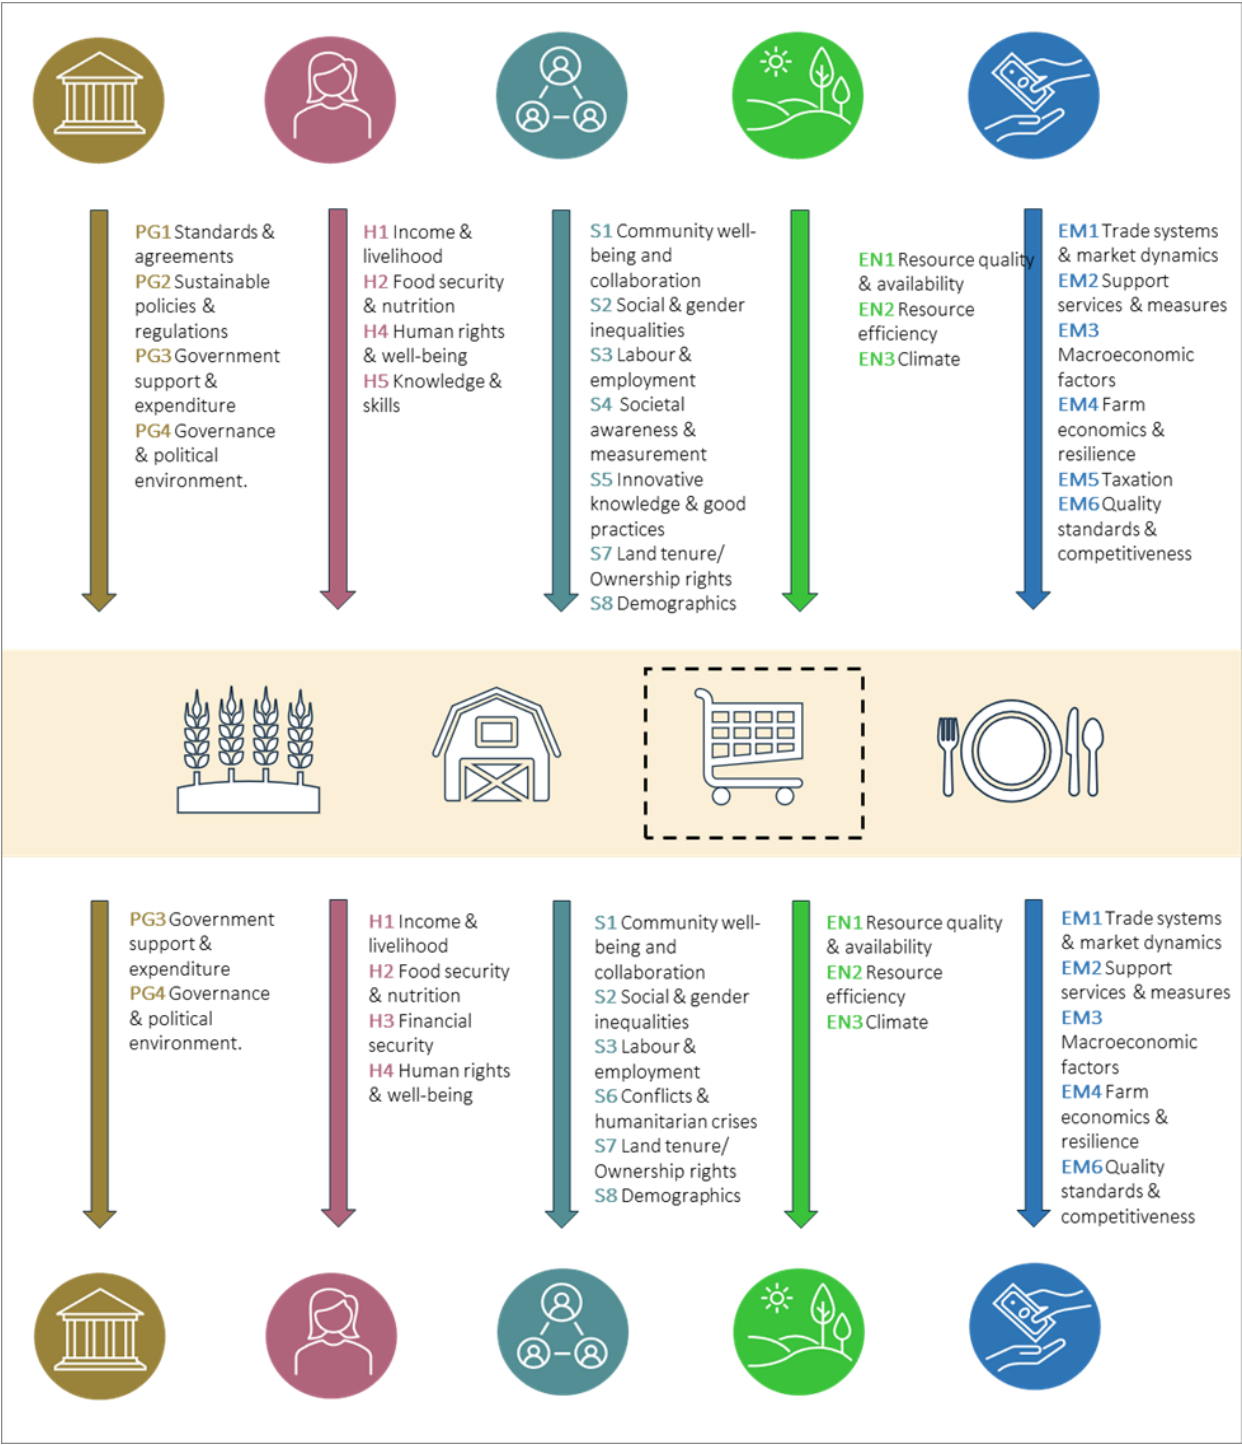 PG1 Standards &
agreements
PG2 Sustainable
policies &
regulations
PG3 Government
support &
expenditure
PG4 Governance
& political
environment.
H1 Income &
livelihood
H2 Food security
& nutrition
H4 Human rights
& well-being
H5 Knowledge &
skills
S1 Community well-
being and
collaboration
S2 Social & gender
inequalities
S3 Labour &
employment
S4 Societal
awareness &
measurement
S5 Innovative
knowledge & good
practices
S7 Land tenure/
Ownership rights
S8 Demographics
EN1 Resource quality
& availability
EN2 Resource
efficiency
EN3 Climate
EM1 Trade systems
& market dynamics
EM2 Support
services & measures
EM3
Macroeconomic
factors
EM4 Farm
economics &
resilience
EM5 Taxation
EM6 Quality
standards &
competitiveness
PG3 Government
support &
expenditure
PG4 Governance
& political
environment.
H1 Income &
livelihood
H2 Food security
& nutrition
H3 Financial
security
H4 Human rights
& well-being
S1 Community well-
being and
collaboration
S2 Social & gender
inequalities
S3 Labour &
employment
S6 Conflicts &
humanitarian crises
S7 Land tenure/
Ownership rights
S8 Demographics
EN1 Resource quality
& availability
EN2 Resource
efficiency
EN3 Climate
EM1 Trade systems
& market dynamics
EM2 Support
services & measures
EM3
Macroeconomic
factors
EM4 Farm
economics &
resilience
EM6 Quality
standards &
competitiveness